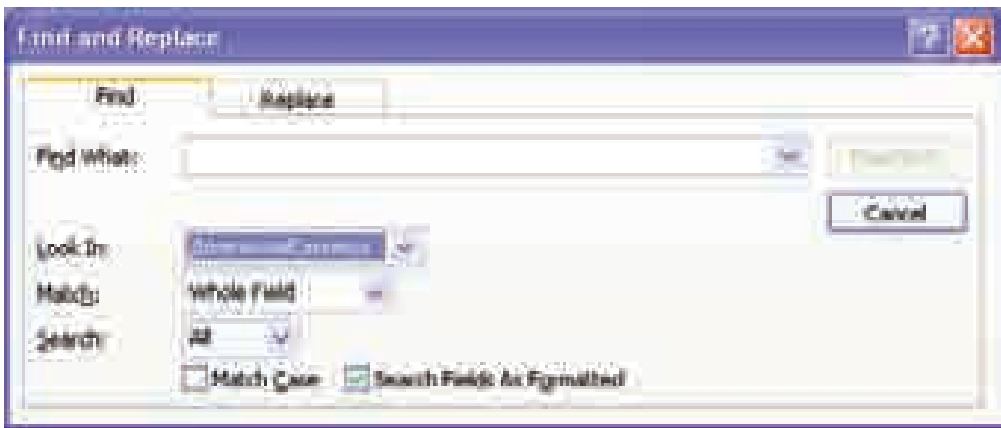 Find and Replace
Find
Replace
Find What:
Cancel
Look In:
Match:
Whole Field
Search:
All
Match Case
Search Fields As Formatted